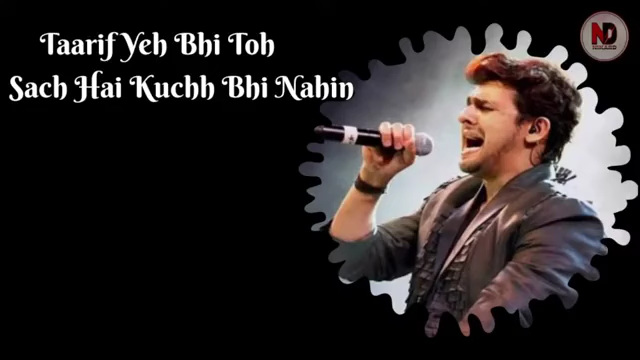 Taarif Yeh Bhi Toh
Sach Hai Kuchh Bhi Nahin
ND